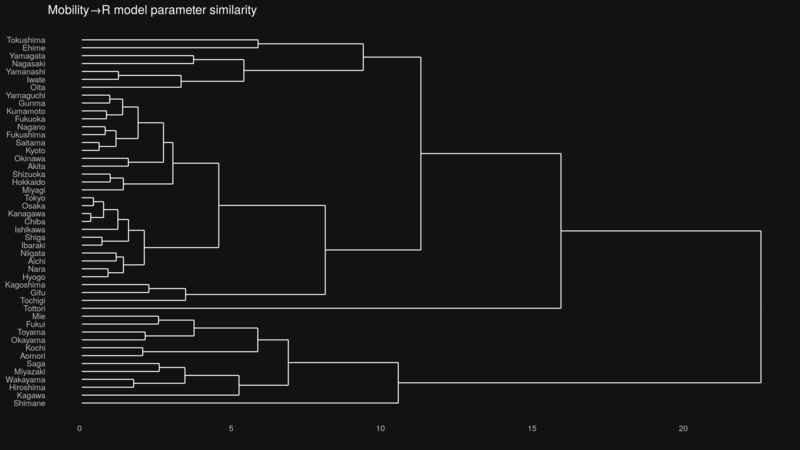 Mobility→R model parameter similarity
Tokushima
Ehime
Yamagata
Nagasaki
Yamanashi
Iwate
Oita
Yamaguchi
Gunma
Kumamoto
Fukuoka
Nagano
Fukushima
Saitama
Kyoto
Okinawa
Akita
Shizuoka
Hokkaido
Miyagi
Tokyo
Osaka
Kanagawa
Chiba
Ishikawa
Shiga
Ibaraki
Niigata
Aichi
Nara
Hyogo
Kagoshima
Gifu
Tochigi
Tottori
Mie
Fukui
Toyama
Okayama
Kochi
Aomori
Saga
Miyazaki
Wakayama
Hiroshima
Kagawa
Shimane
0 5 10 15 20